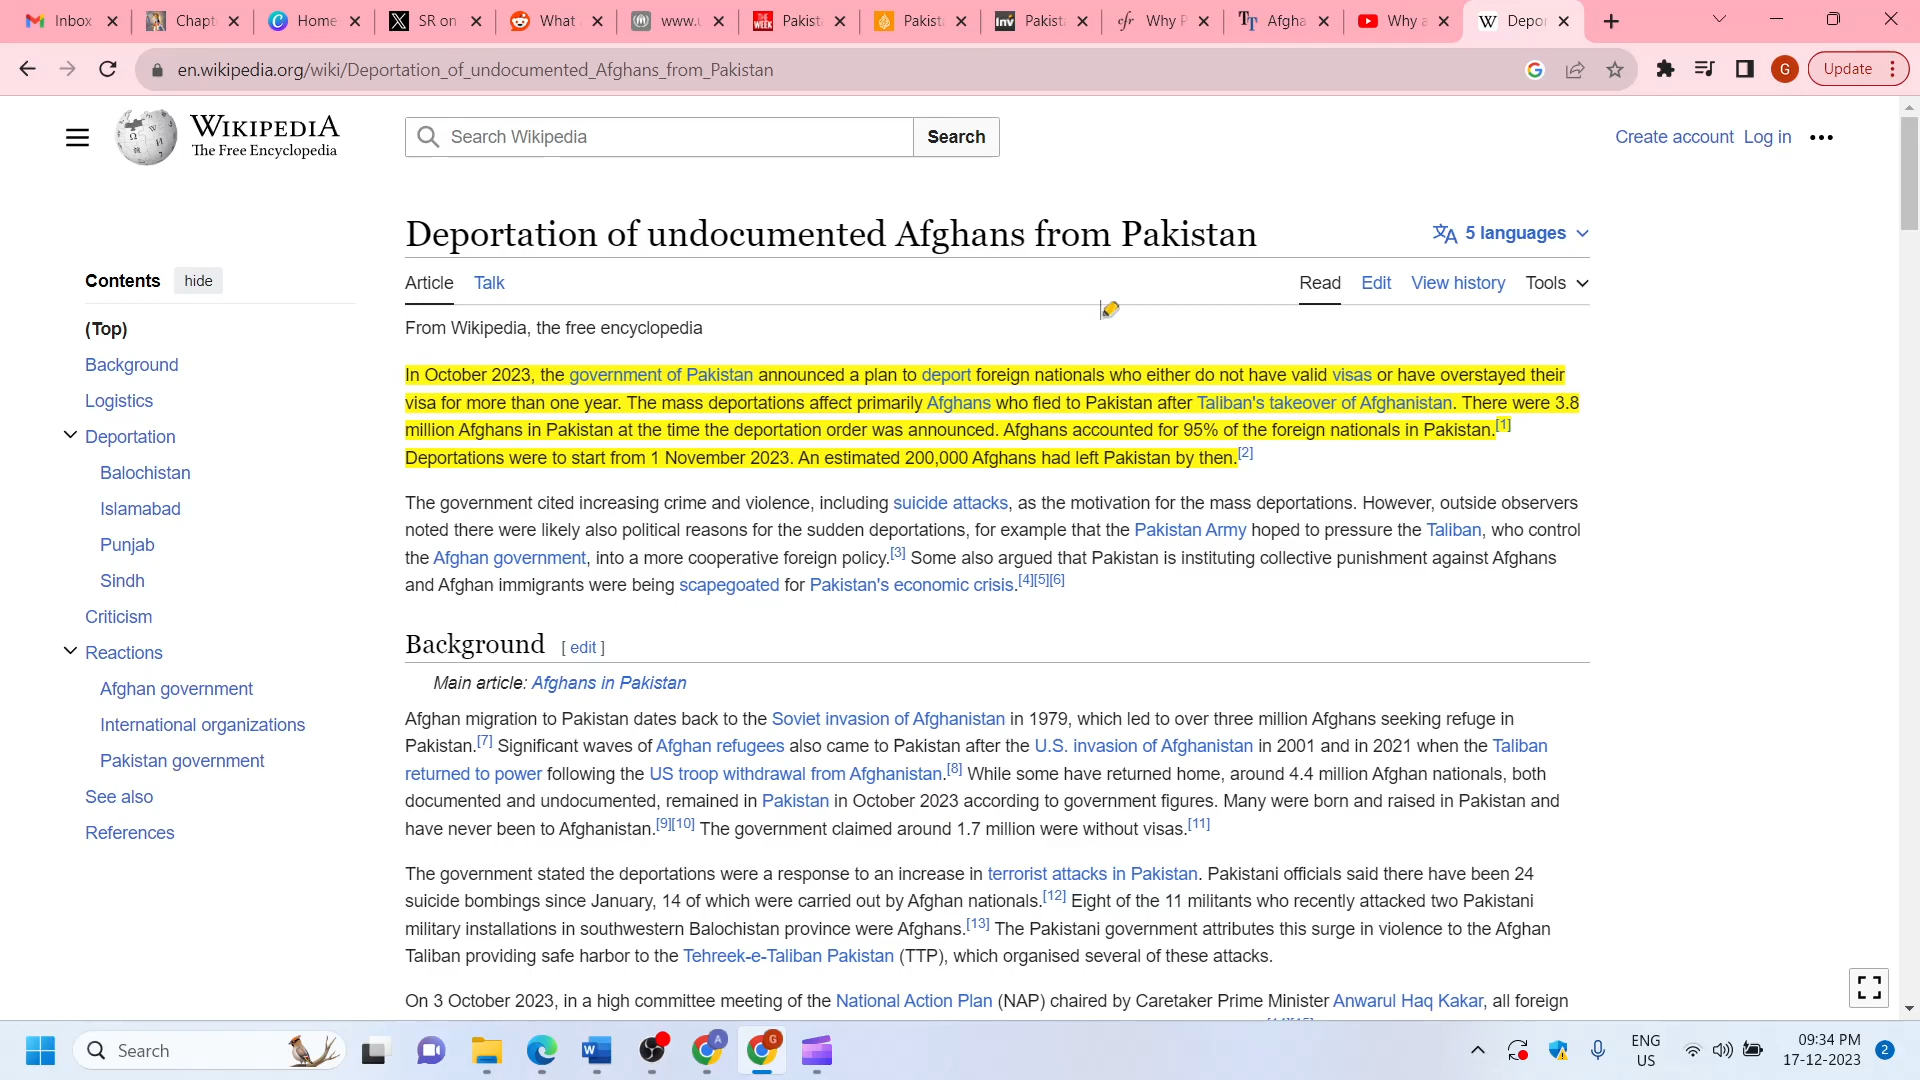 Inbox
Chapt
Home
SR on
What
www.u
Pakist
Pakist
Pakist
Why P
Afgha
Why a
Depor
en.wikipedia.org/wiki/Deportation_of_undocumented_Afghans_from_Pakistan
G
Update
WIKIPEDIA
The Free Encyclopedia
Search Wikipedia
Search
Create account
Log in
Deportation of undocumented Afghans from Pakistan
5 languages
Contents
hide
(Top)
Background
Logistics
Deportation
Balochistan
Islamabad
Punjab
Sindh
Criticism
Reactions
Afghan government
International organizations
Pakistan government
See also
References
Article Talk
Read Edit View history Tools
From Wikipedia, the free encyclopedia
In October 2023, the government of Pakistan announced a plan to deport foreign nationals who either do not have valid visas or have overstayed their
visa for more than one year. The mass deportations affect primarily Afghans who fled to Pakistan after Taliban's takeover of Afghanistan. There were 3.8
million Afghans in Pakistan at the time the deportation order was announced. Afghans accounted for 95% of the foreign nationals in Pakistan.[1]
Deportations were to start from 1 November 2023. An estimated 200,000 Afghans had left Pakistan by then.[2]
The government cited increasing crime and violence, including suicide attacks, as the motivation for the mass deportations. However, outside observers
noted there were likely also political reasons for the sudden deportations, for example that the Pakistan Army hoped to pressure the Taliban, who control
the Afghan government, into a more cooperative foreign policy.[3] Some also argued that Pakistan is instituting collective punishment against Afghans
and Afghan immigrants were being scapegoated for Pakistan's economic crisis.[4][5][6]
Background [ edit ]
Main article: Afghans in Pakistan
Afghan migration to Pakistan dates back to the Soviet invasion of Afghanistan in 1979, which led to over three million Afghans seeking refuge in
Pakistan.[7] Significant waves of Afghan refugees also came to Pakistan after the U.S. invasion of Afghanistan in 2001 and in 2021 when the Taliban
returned to power following the US troop withdrawal from Afghanistan.[8] While some have returned home, around 4.4 million Afghan nationals, both
documented and undocumented, remained in Pakistan in October 2023 according to government figures. Many were born and raised in Pakistan and
have never been to Afghanistan.[9][10] The government claimed around 1.7 million were without visas.[11]
The government stated the deportations were a response to an increase in terrorist attacks in Pakistan. Pakistani officials said there have been 24
suicide bombings since January, 14 of which were carried out by Afghan nationals.[12] Eight of the 11 militants who recently attacked two Pakistani
military installations in southwestern Balochistan province were Afghans.[13] The Pakistani government attributes this surge in violence to the Afghan
Taliban providing safe harbor to the Tehreek-e-Taliban Pakistan (TTP), which organised several of these attacks.
On 3 October 2023, in a high committee meeting of the National Action Plan (NAP) chaired by Caretaker Prime Minister Anwarul Haq Kakar, all foreign
Search
ENG
US
09:34 PM
17-12-2023
2